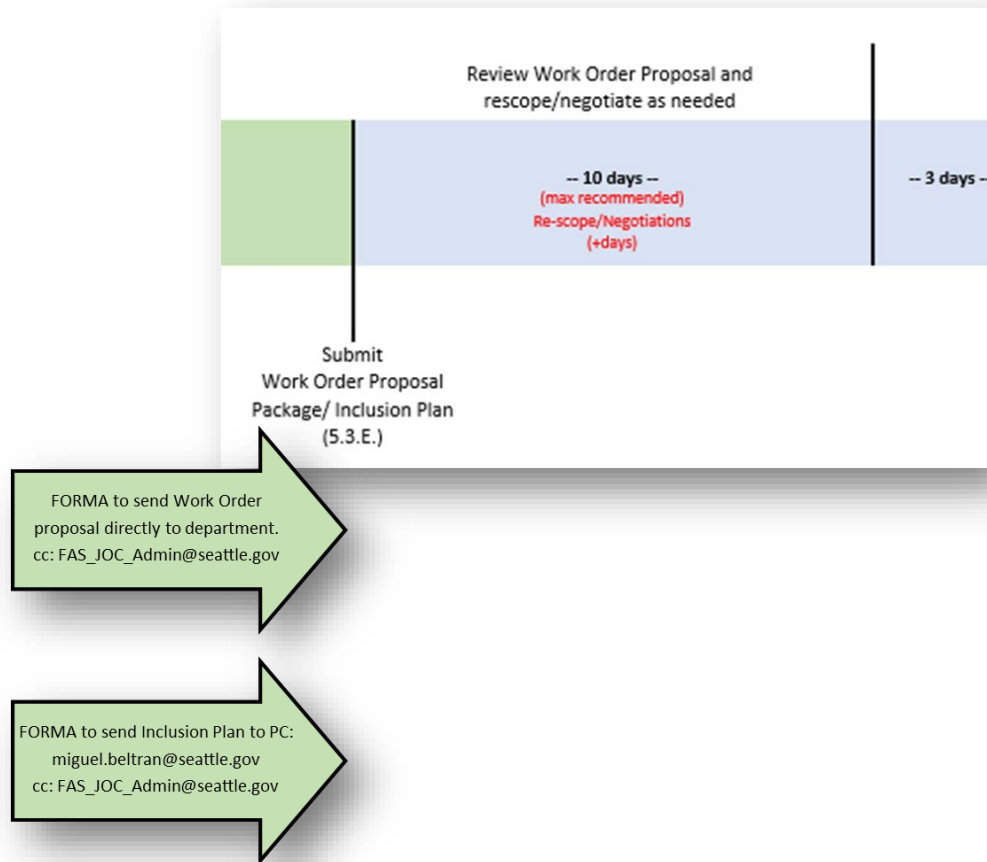 Review Work Order Proposal and
rescope/negotiate as needed
-- 10 days --
(max recommended)
Re-scope/Negotiations
(+days)
-- 3 days --
Submit
Work Order Proposal
Package/ Inclusion Plan
(5.3.E.)
FORMA to send Work Order
proposal directly to department.
cc: FAS_JOC_Admin@seattle.gov
FORMA to send Inclusion Plan to PC:
miguel.beltran@seattle.gov
cc: FAS_JOC_Admin@seattle.gov